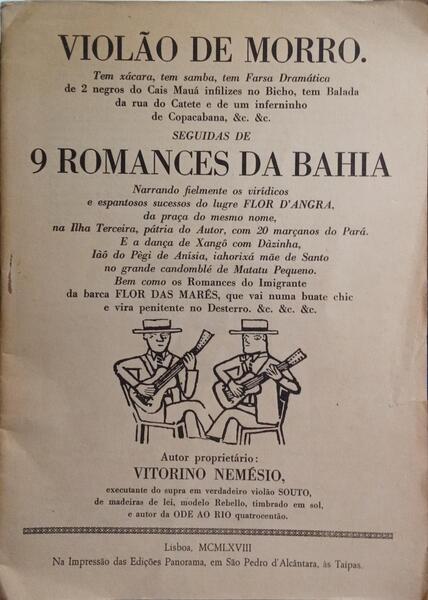 VIOLÃO DE MORRO.
Tem xácara, tem samba, tem Farsa Dramática
de 2 negros do Cais Mauá infilizes no Bicho, tem Balada
da rua do Catete e de um inferninho
de Copacabana, &c. &c.
SEGUIDAS DE
9 ROMANCES DA BAHIA
Narrando fielmente os virídicos
e espantosos sucessos do lugre FLOR D'ANGRA,
da praça do mesmo nome,
na Ilha Terceira, pátria do Autor, com 20 marçanos do Pará.
E a dança de Xangô com Dàzinha,
Iàô do Pègi de Anísia, iahorixá mãe de Santo
no grande candomblé de Matatu Pequeno.
Bem como os Romances do Imigrante
da barca FLOR DAS MARÉS, que vai numa buate chic
e vira penitente no Desterro. &c. &c. &c.
Autor proprietário:
VITORINO NEMÉSIO,
executante do supra em verdadeiro violão SOUTO,
de madeiras de lei, modelo Rebello, timbrado em sol,
e autor da ODE AO RIO quatrocentão.
Lisboa, MCMLXVIII
Na Impressão das Edições Panorama, em São Pedro d'Alcântara, às Taipas.